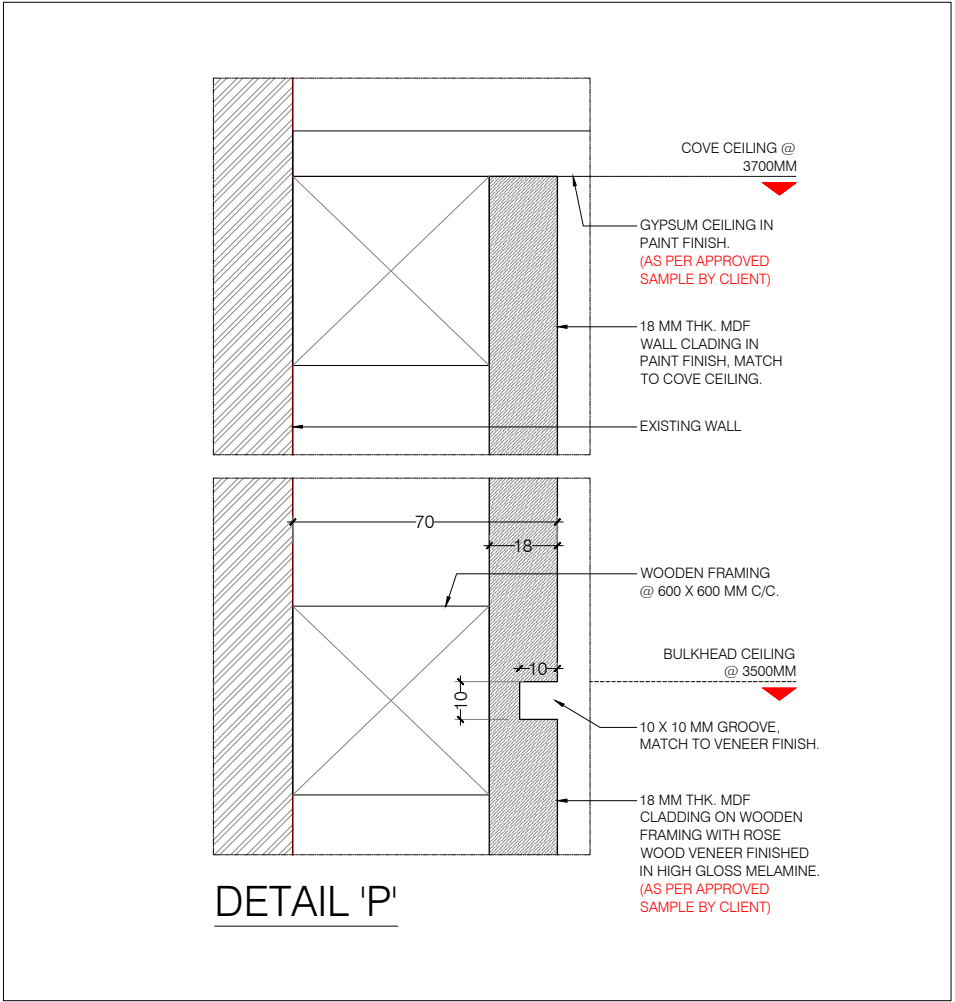 COVE CEILING @
3700MM
GYPSUM CEILING IN
PAINT FINISH.
(AS PER APPROVED
SAMPLE BY CLIENT)
18 MM THK. MDF
WALL CLADING IN
PAINT FINISH, MATCH
TO COVE CEILING.
EXISTING WALL
70
18
WOODEN FRAMING
@ 600 X 600 MM C/C.
BULKHEAD CEILING
@ 3500MM
10
10
10 X 10 MM GROOVE,
MATCH TO VENEER FINISH.
18 MM THK. MDF
CLADDING ON WOODEN
FRAMING WITH ROSE
WOOD VENEER FINISHED
IN HIGH GLOSS MELAMINE.
(AS PER APPROVED
SAMPLE BY CLIENT)
DETAIL 'P'